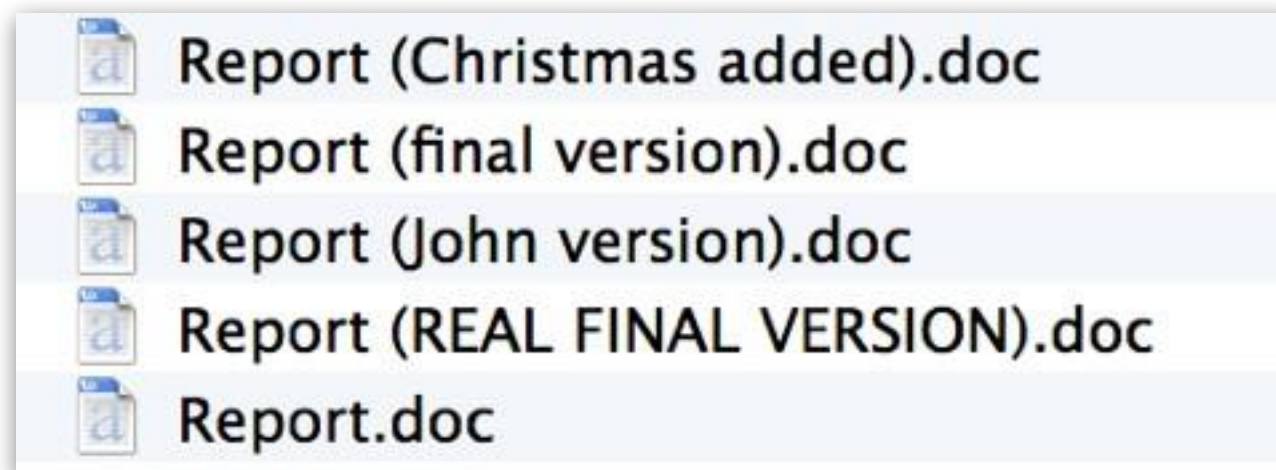 Report (Christmas added).doc
Report (final version).doc
Report (John version).doc
Report (REAL FINAL VERSION).doc
Report.doc